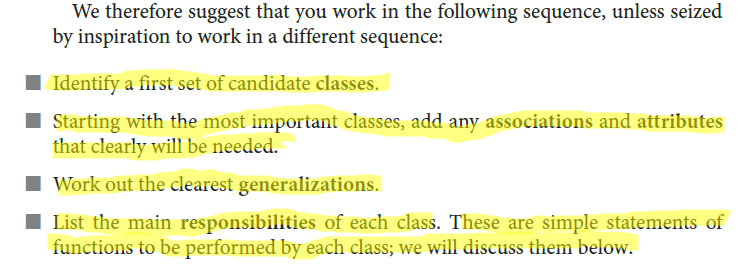 We therefore suggest that you work in the following sequence, unless seized
by inspiration to work in a different sequence:
■ Identify a first set of candidate classes.
■ Starting with the most important classes, add any associations and attributes
that clearly will be needed.
■ Work out the clearest generalizations.
■ List the main responsibilities of each class. These are simple statements of
functions to be performed by each class; we will discuss them below.